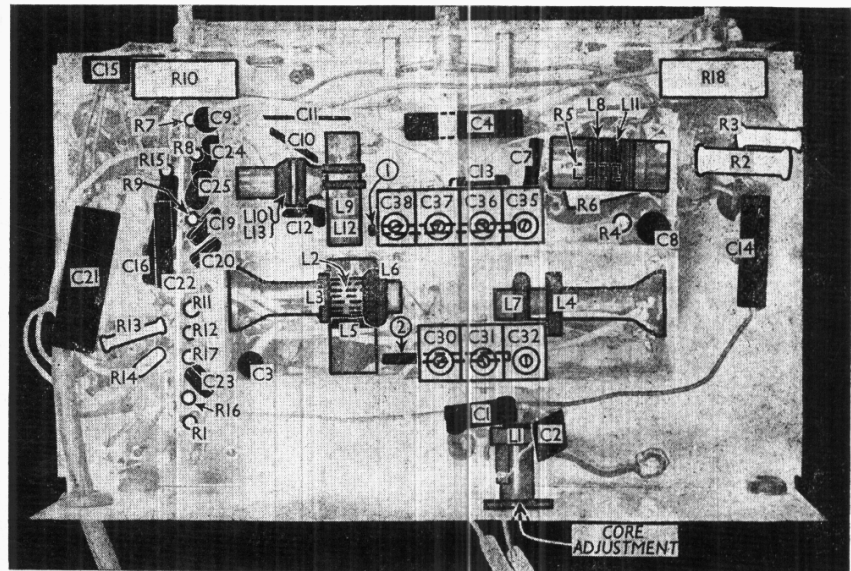 C15
R10
R18
R7
C9
C11
C4
R5
L8
L11
R3
R8
C24
C10
C7
R2
R15
C25
1
C13
R9
L10
L13
C12
L9
L12
C38
C37
C36
C35
R6
R4
C8
C19
C14
C21
C16
C22
C20
L2
L6
L3
L5
L7
L4
R11
R13
R12
2
C30
C31
C32
R14
R17
C23
C3
R16
C1
L1
C2
R1
CORE
ADJUSTMENT